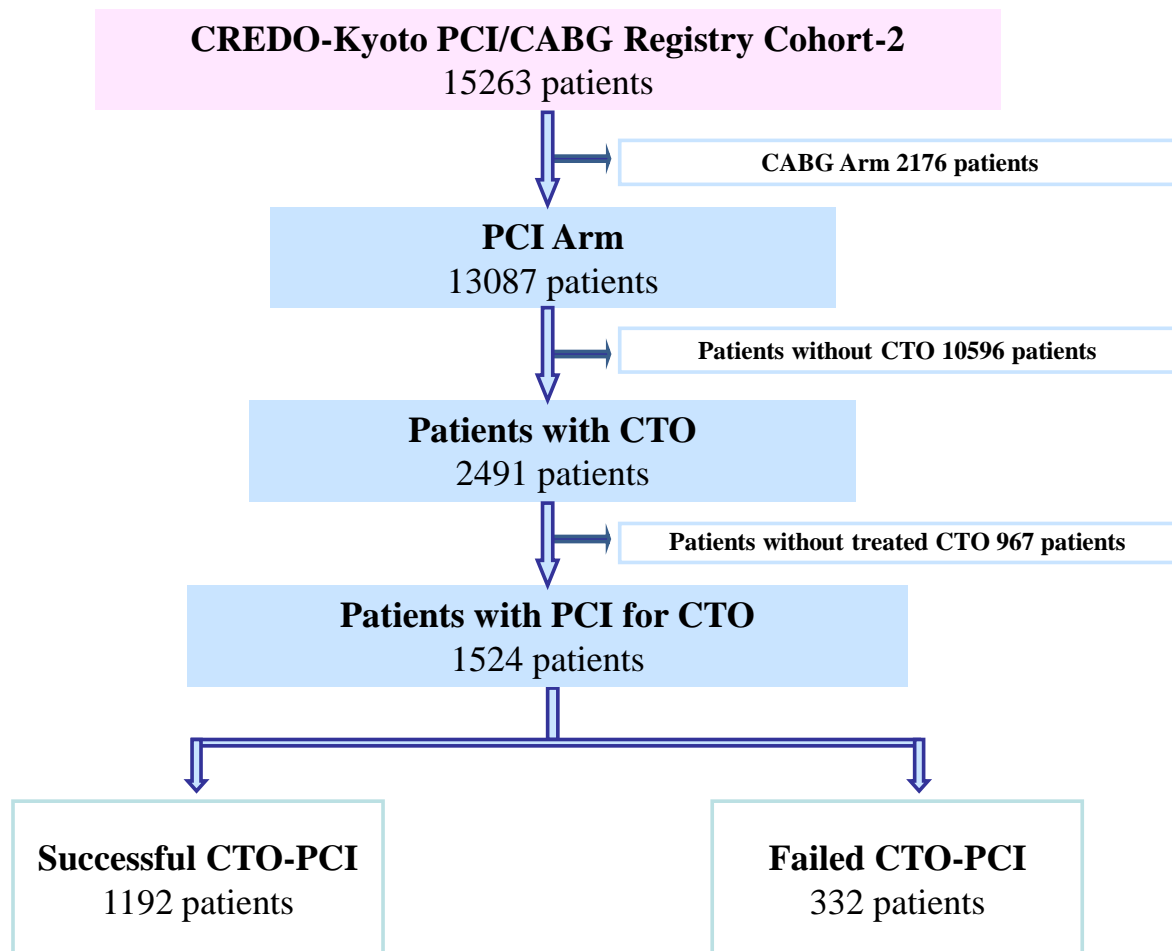 CREDO-Kyoto PCI/CABG Registry Cohort-2
15263 patients
CABG Arm 2176 patients
PCI Arm
13087 patients
Patients without CTO 10596 patients
Patients with CTO
2491 patients
Patients without treated CTO 967 patients
Patients with PCI for CTO
1524 patients
Successful CTO-PCI
1192 patients
Failed CTO-PCI
332 patients